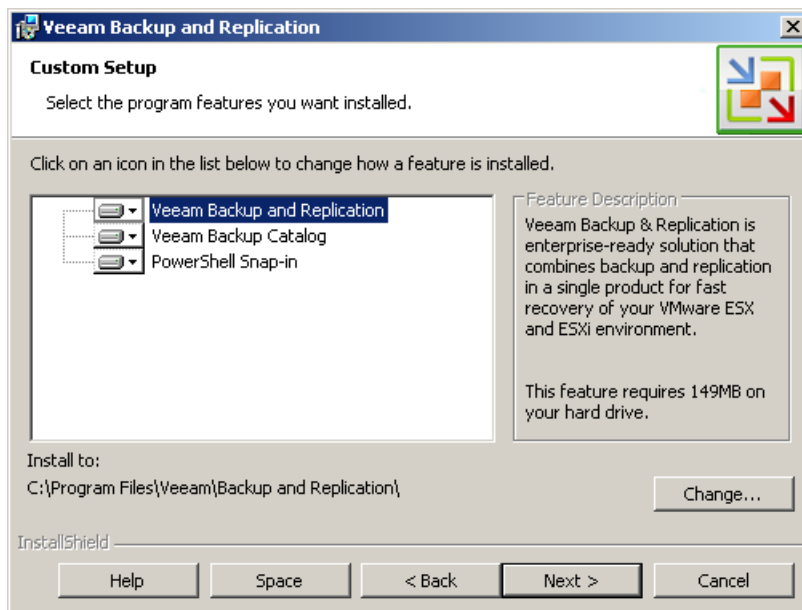 Veeam Backup and Replication
Custom Setup
Select the program features you want installed.
Click on an icon in the list below to change how a feature is installed.
Veeam Backup and Replication
Veeam Backup Catalog
PowerShell Snap-in
Feature Description
Veeam Backup & Replication is
enterprise-ready solution that
combines backup and replication
in a single product for fast
recovery of your VMware ESX
and ESXi environment.
This feature requires 149MB on
your hard drive.
Install to:
C:\Program Files\Veeam\Backup and Replication\
Change...
InstallShield
Help
Space
< Back
Next >
Cancel